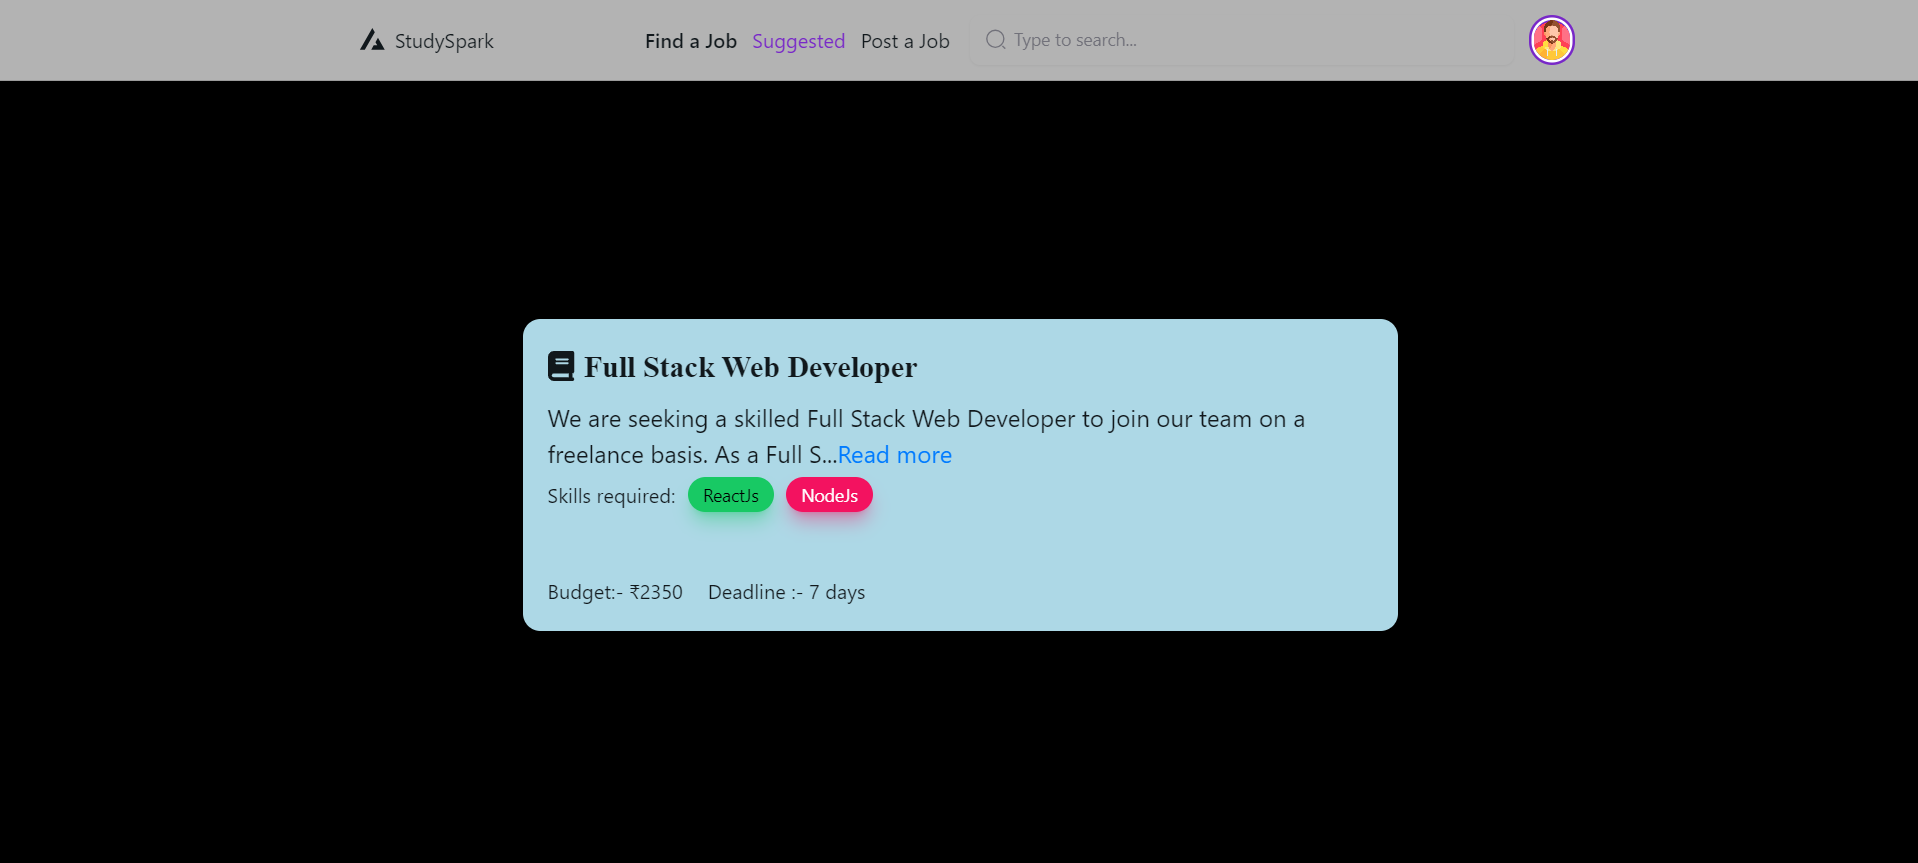 StudySpark
Find a Job Suggested Post a Job
Type to search...
Full Stack Web Developer
We are seeking a skilled Full Stack Web Developer to join our team on a
freelance basis. As a Full S...Read more
Skills required: ReactJs NodeJs
Budget:- ₹2350 Deadline :- 7 days